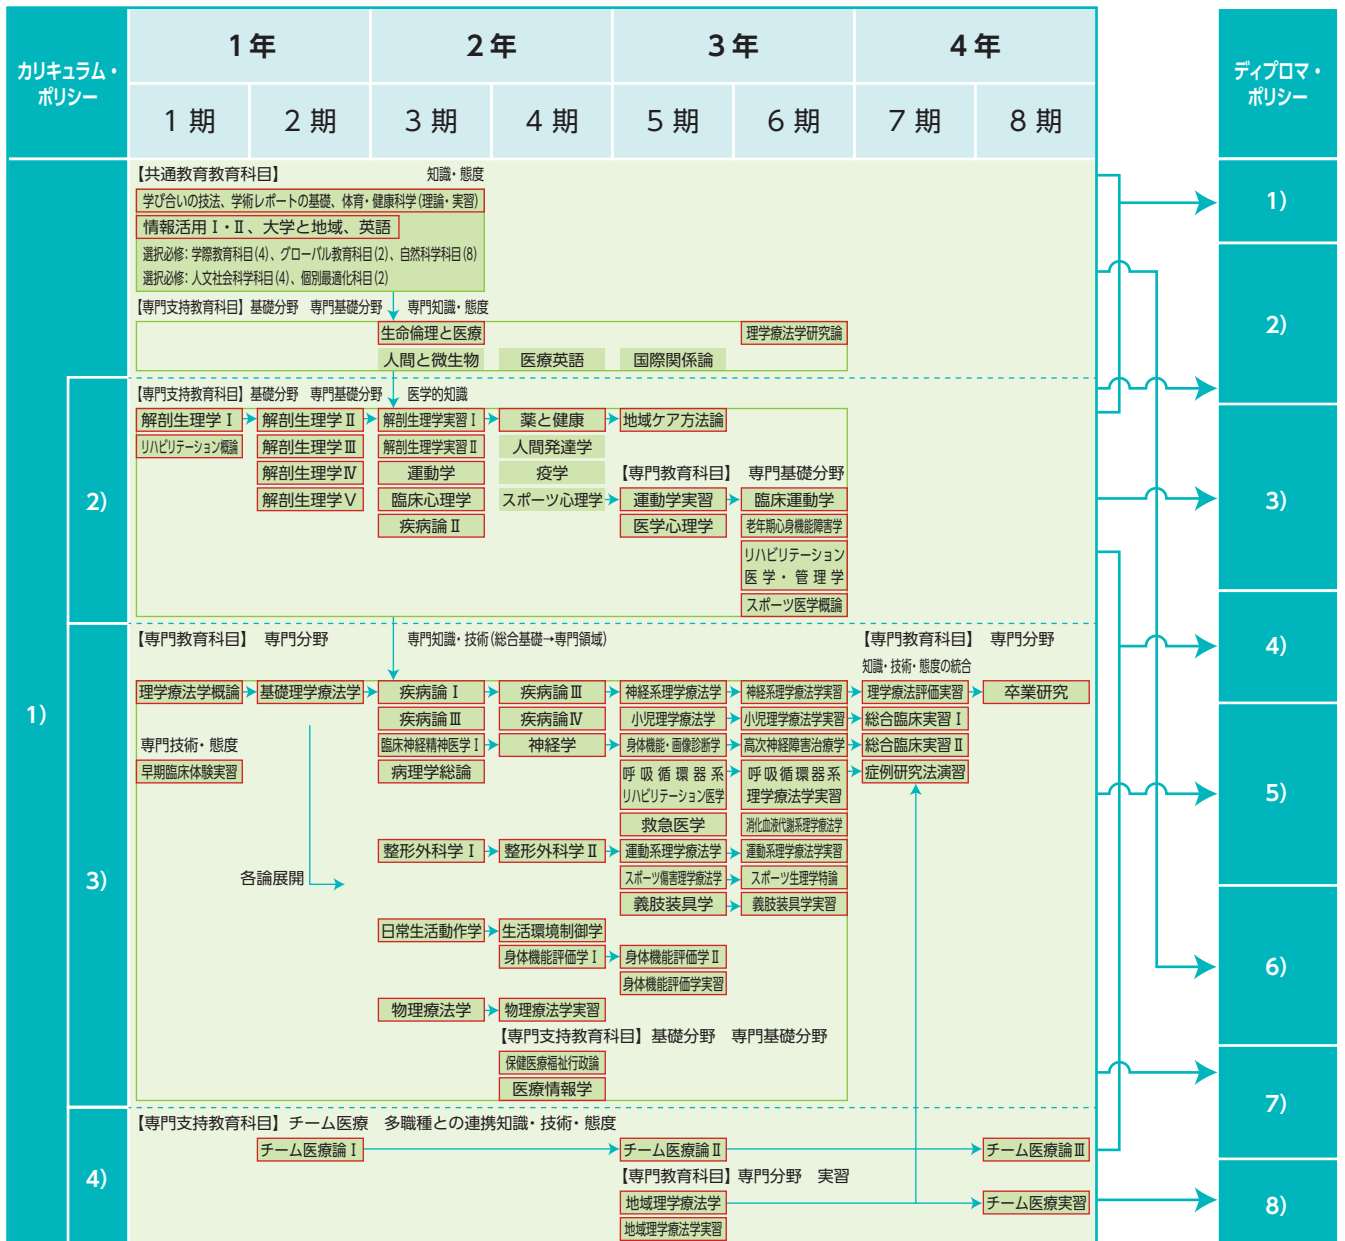 カリキュラム・
ポリシー
1年
2年
3年
4年
ディプロマ・
ポリシー
1期
2期
3期
4期
5期
6期
7期
8期
【共通教育教育科目】
知識・態度
学び合いの技法、学術レポートの基礎、体育・健康科学(理論・実習)
情報活用Ⅰ・Ⅱ、大学と地域、英語
選択必修: 学際教育科目(4)、グローバル教育科目(2)、自然科学科目(8)
選択必修: 人文社会科学科目(4)、個別最適化科目(2)
【専門支持教育科目】基礎分野 専門基礎分野
専門知識・態度
生命倫理と医療
理学療法学研究論
人間と微生物
医療英語
国際関係論
【専門支持教育科目】基礎分野 専門基礎分野
医学的知識
解剖生理学Ⅰ
解剖生理学Ⅱ
解剖生理学実習Ⅰ
薬と健康
地域ケア方法論
リハビリテーション概論
解剖生理学Ⅲ
解剖生理学実習Ⅱ
人間発達学
解剖生理学Ⅳ
運動学
疫学
【専門教育科目】 専門基礎分野
解剖生理学Ⅴ
臨床心理学
スポーツ心理学
運動学実習
臨床運動学
疾病論Ⅱ
医学心理学
老年期心身機能障害学
リハビリテーション
医学・管理学
スポーツ医学概論
【専門教育科目】 専門分野
専門知識・技術(総合基礎→専門領域)
【専門教育科目】 専門分野
知識・技術・態度の統合
理学療法学概論
基礎理学療法学
疾病論Ⅰ
疾病論Ⅲ
神経系理学療法学
神経系理学療法学実習
理学療法評価実習
卒業研究
疾病論Ⅲ
疾病論Ⅳ
小児理学療法学
小児理学療法学実習
総合臨床実習Ⅰ
専門技術・態度
臨床神経精神医学Ⅰ
神経学
身体機能・画像診断学
高次神経障害治療学
総合臨床実習Ⅱ
早期臨床体験実習
病理学総論
呼吸循環器系
リハビリテーション医学
呼吸循環器系
理学療法学実習
症例研究法演習
救急医学
消化血液代謝系理学療法学
整形外科学Ⅰ
整形外科学Ⅱ
運動系理学療法学
運動系理学療法学実習
各論展開
スポーツ傷害理学療法学
スポーツ生理学特論
義肢装具学
義肢装具学実習
日常生活動作学
生活環境制御学
身体機能評価学Ⅰ
身体機能評価学Ⅱ
身体機能評価学実習
物理療法学
物理療法学実習
【専門支持教育科目】基礎分野 専門基礎分野
保健医療福祉行政論
医療情報学
【専門支持教育科目】チーム医療 多職種との連携知識・技術・態度
チーム医療論Ⅰ
チーム医療論Ⅱ
チーム医療論Ⅲ
【専門教育科目】専門分野 実習
地域理学療法学
チーム医療実習
地域理学療法学実習
1)
2)
3)
4)
1)
2)
3)
4)
5)
6)
7)
8)